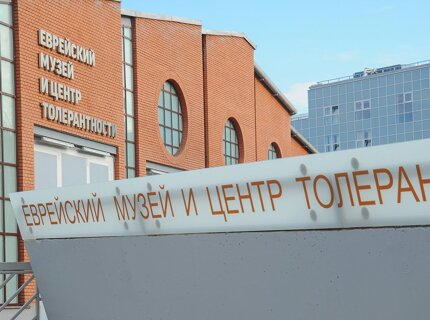 ЕВРЕЙСКИЙ
МУЗЕЙ
И ЦЕНТР
ТОЛЕРАНТНОСТИ
ЕВРЕЙСКИЙ МУЗЕЙ И ЦЕНТР ТОЛЕРАН